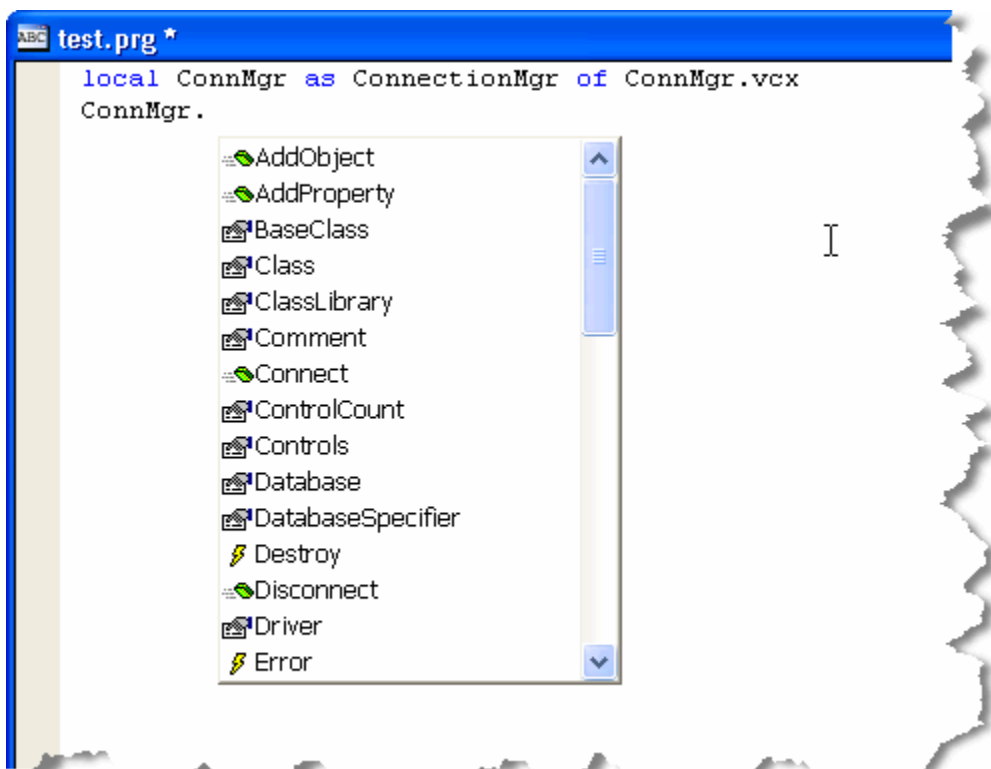 ABC test.prg *
local ConnMgr as ConnectionMgr of ConnMgr.vcx
ConnMgr.
AddObject
AddProperty
BaseClass
Class
ClassLibrary
Comment
Connect
ControlCount
Controls
Database
DatabaseSpecifier
Destroy
Disconnect
Driver
Error